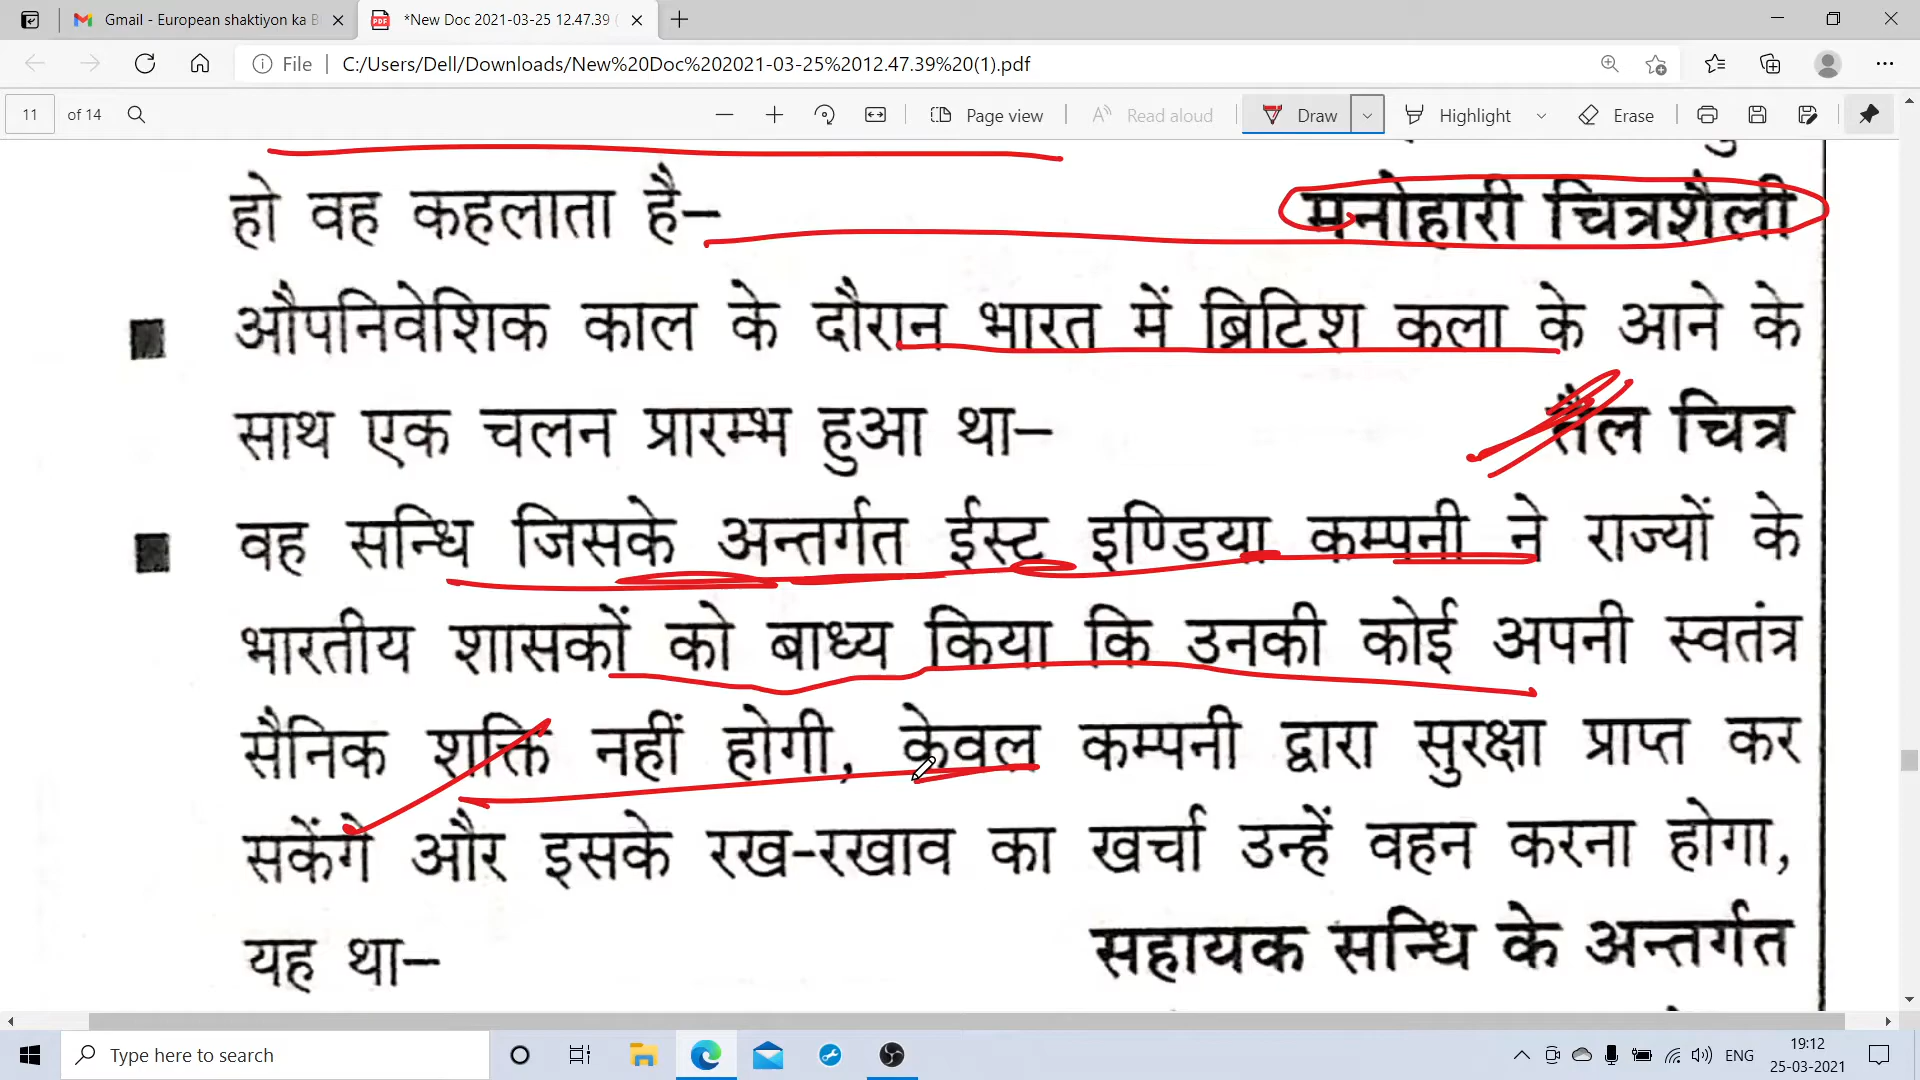 Gmail - European shaktiyon ka B
*New Doc 2021-03-25 12.47.39 (
File
C:/Users/Dell/Downloads/New%20Doc%202021-03-25%2012.47.39%20(1).pdf
11 of 14
Page view
Read aloud
Draw
Highlight
Erase
हो वह कहलाता है– मनोहारी चित्रशैली
औपनिवेशिक काल के दौरान भारत में ब्रिटिश कला के आने के
साथ एक चलन प्रारम्भ हुआ था– तैल चित्र
वह सन्धि जिसके अन्तर्गत ईस्ट इण्डिया कम्पनी ने राज्यों के
भारतीय शासकों को बाध्य किया कि उनकी कोई अपनी स्वतंत्र
सैनिक शक्ति नहीं होगी, केवल कम्पनी द्वारा सुरक्षा प्राप्त कर
सकेंगे और इसके रख-रखाव का खर्चा उन्हें वहन करना होगा,
यह था– सहायक सन्धि के अन्तर्गत
Type here to search
ENG
19:12
25-03-2021